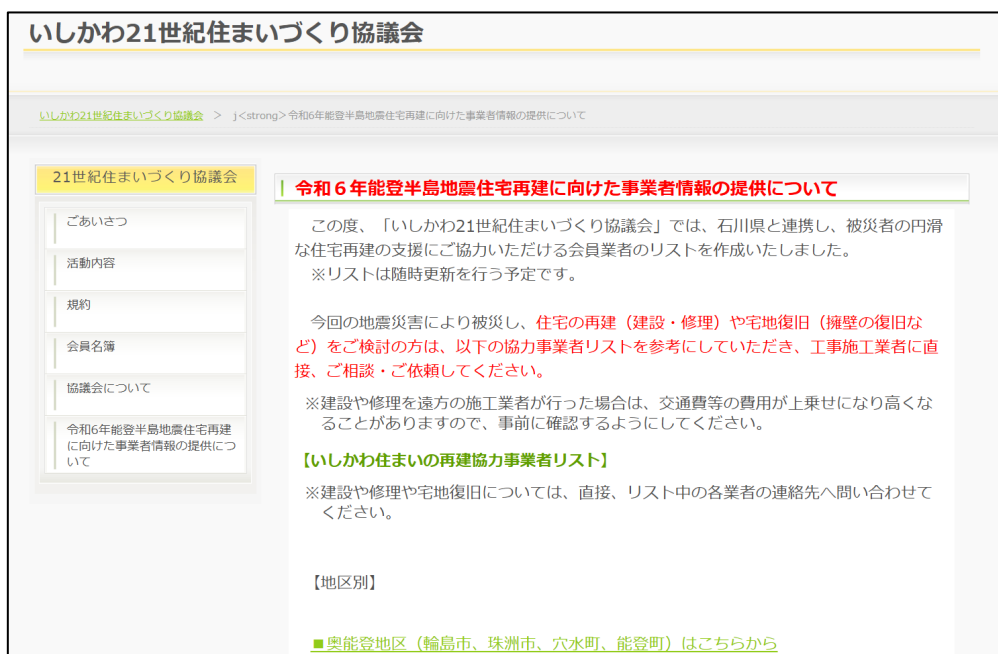 いしかわ21世紀住まいづくり協議会
いしかわ21世紀住まいづくり協議会 > j<strong>令和6年能登半島地震住宅再建に向けた事業者情報の提供について
21世紀住まいづくり協議会
ごあいさつ
活動内容
規約
会員名簿
協議会について
令和6年能登半島地震住宅再建
に向けた事業者情報の提供につ
いて
令和６年能登半島地震住宅再建に向けた事業者情報の提供について
この度、「いしかわ21世紀住まいづくり協議会」では、石川県と連携し、被災者の円滑
な住宅再建の支援にご協力いただける会員業者のリストを作成いたしました。
※リストは随時更新を行う予定です。
今回の地震災害により被災し、住宅の再建（建設・修理）や宅地復旧（擁壁の復旧な
ど）をご検討の方は、以下の協力事業者リストを参考にしていただき、工事施工業者に直
接、ご相談・ご依頼してください。
※建設や修理を遠方の施工業者が行った場合は、交通費等の費用が上乗せになり高くな
ることがありますので、事前に確認するようにしてください。
【いしかわ住まいの再建協力事業者リスト】
※建設や修理や宅地復旧については、直接、リスト中の各業者の連絡先へ問い合わせて
ください。
【地区別】
■奥能登地区（輪島市、珠洲市、穴水町、能登町）はこちらから